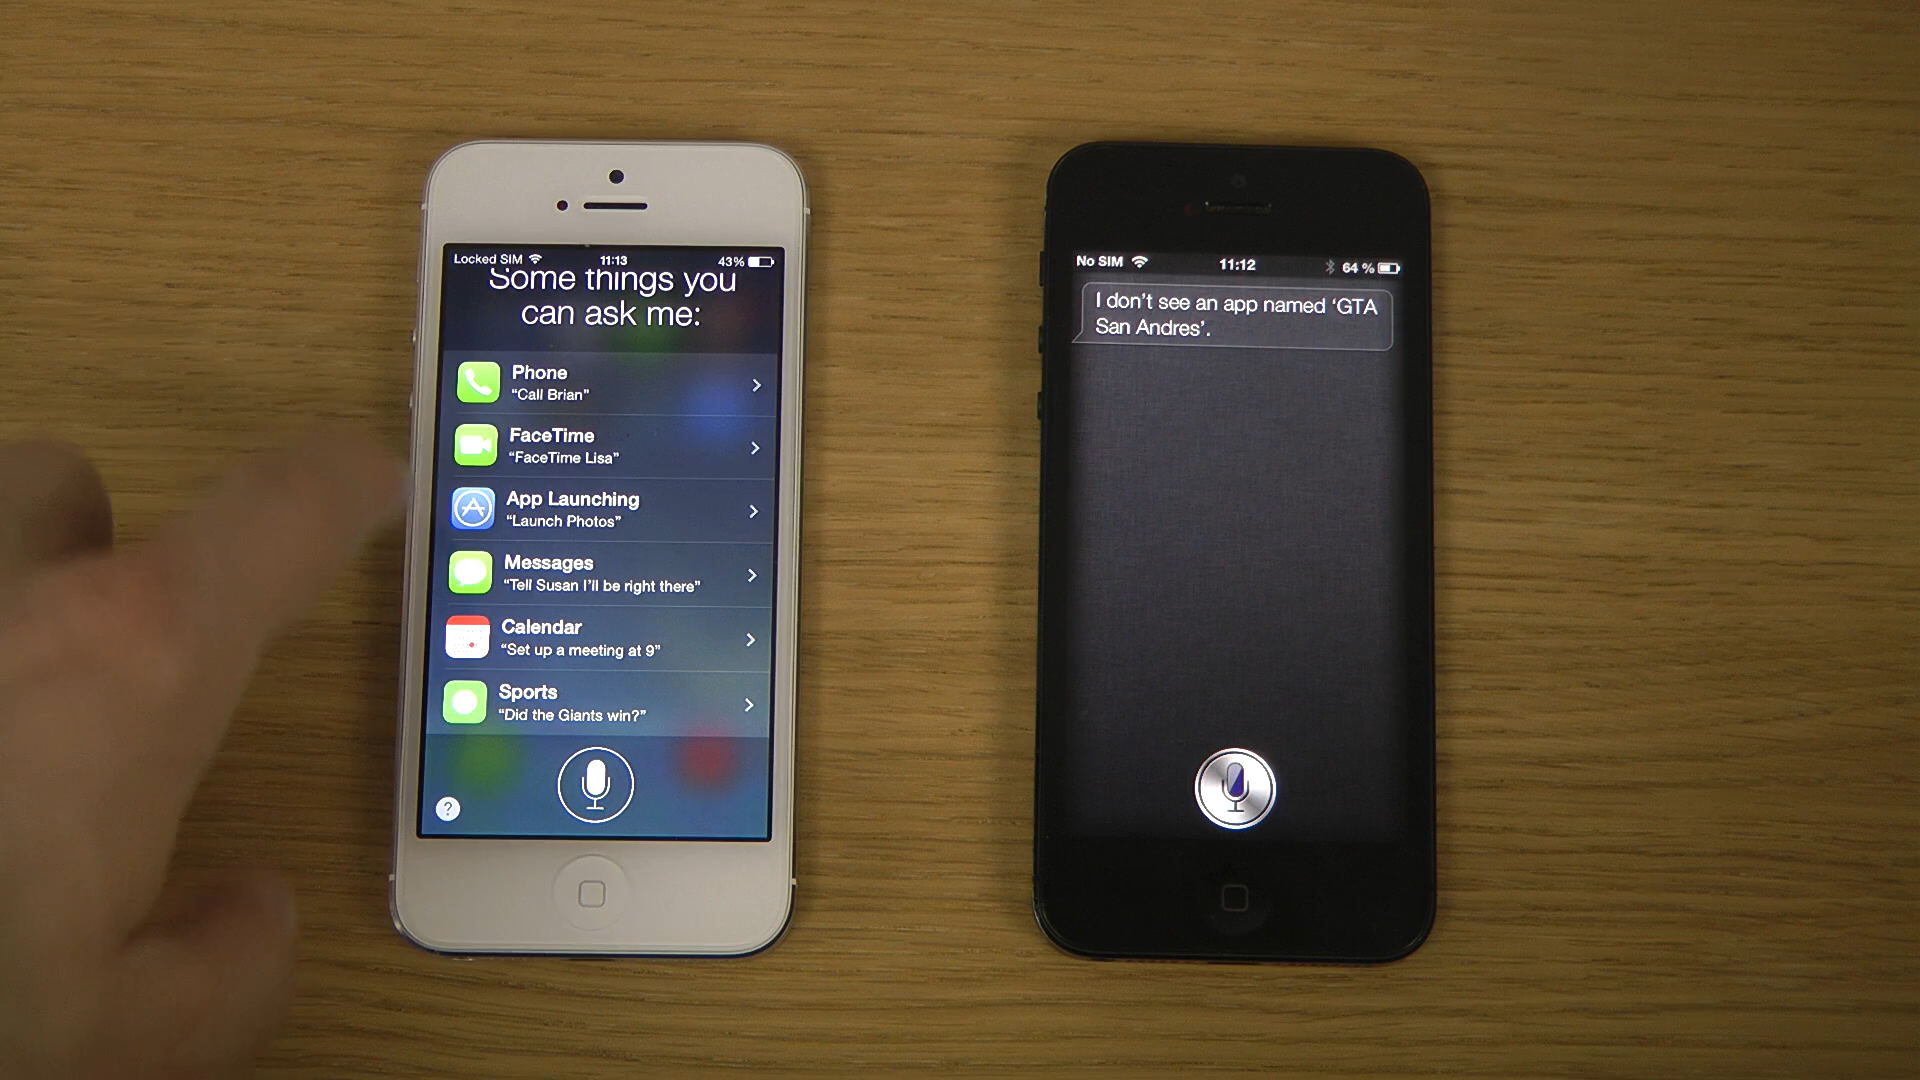 Locked SIM 11:13 43%
Some things you
can ask me:
Phone
“Call Brian”
FaceTime
“FaceTime Lisa”
App Launching
“Launch Photos”
Messages
“Tell Susan I’ll be right there”
Calendar
“Set up a meeting at 9”
Sports
“Did the Giants win?”
?
No SIM 11:12 64 %
I don’t see an app named ‘GTA
San Andres’.